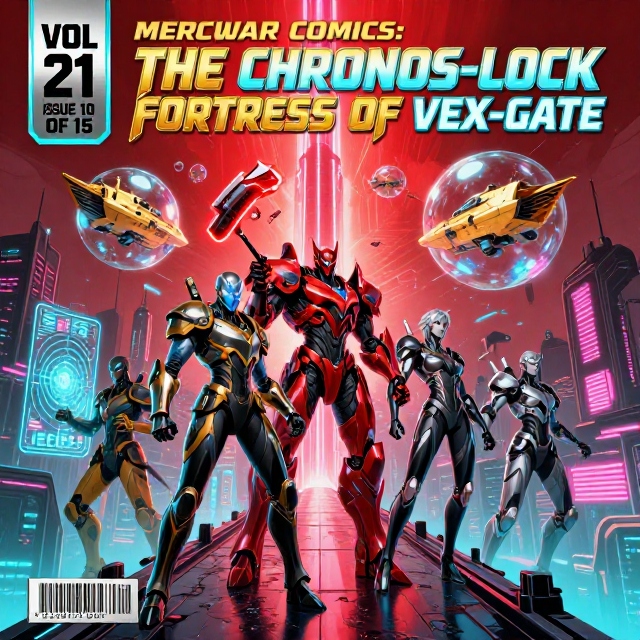 VOL
21
ISSUE 10
OF 15
MERCWAR COMICS:
THE CHRONOS-LOCK
FORTRESS OF VEX-GATE